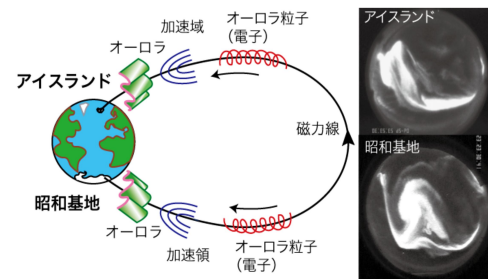 加速域
オーロラ粒子
（電子）
オーロラ
アイスランド
磁力線
昭和基地
オーロラ
加速領
オーロラ粒子
（電子）
アイスランド
昭和基地